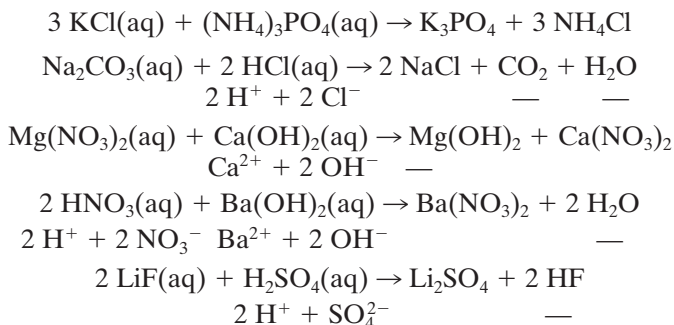 3 KCl(aq) + (NH₄)₃PO₄(aq) → K₃PO₄ + 3 NH₄Cl
Na₂CO₃(aq) + 2 HCl(aq) → 2 NaCl + CO₂ + H₂O
2 H⁺ + 2 Cl⁻ — —
Mg(NO₃)₂(aq) + Ca(OH)₂(aq) → Mg(OH)₂ + Ca(NO₃)₂
Ca²⁺ + 2 OH⁻ —
2 HNO₃(aq) + Ba(OH)₂(aq) → Ba(NO₃)₂ + 2 H₂O
2 H⁺ + 2 NO₃⁻ Ba²⁺ + 2 OH⁻ —
2 LiF(aq) + H₂SO₄(aq) → Li₂SO₄ + 2 HF
2 H⁺ + SO₄²⁻ —